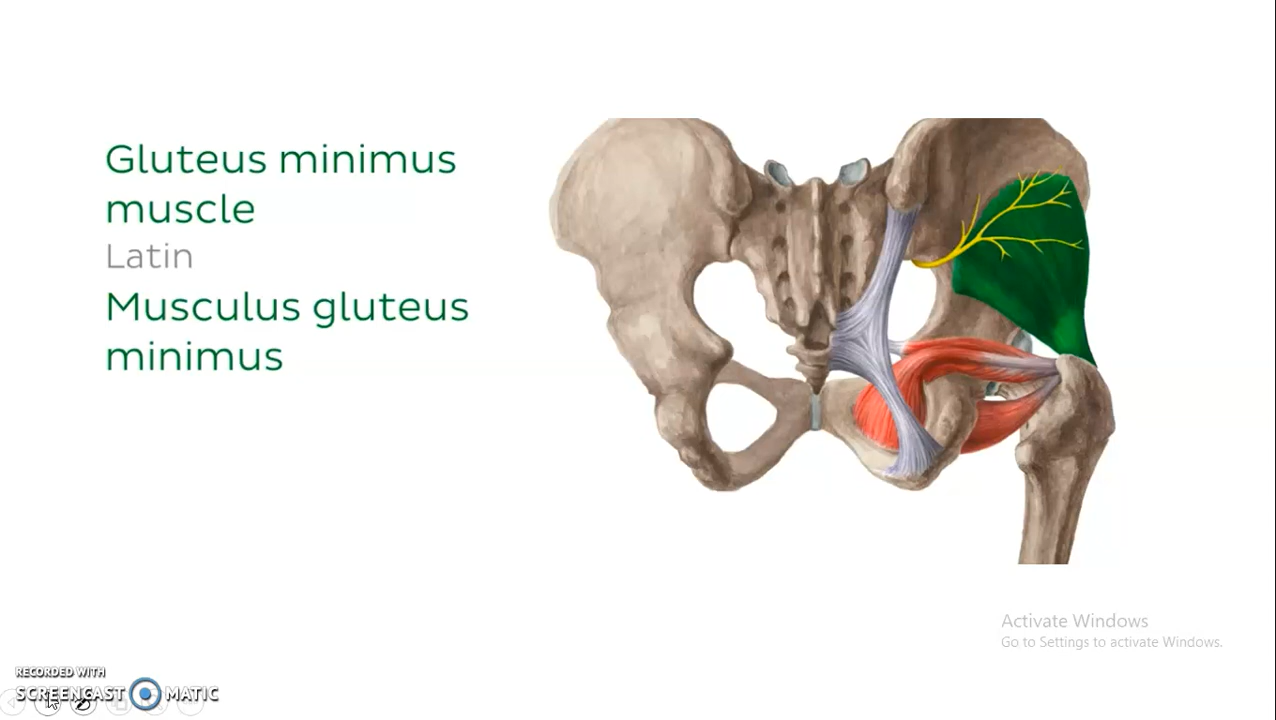 Gluteus minimus
muscle
Latin
Musculus gluteus
minimus
Activate Windows
Go to Settings to activate Windows.
RECORDED WITH
SCREENCAST MATIC